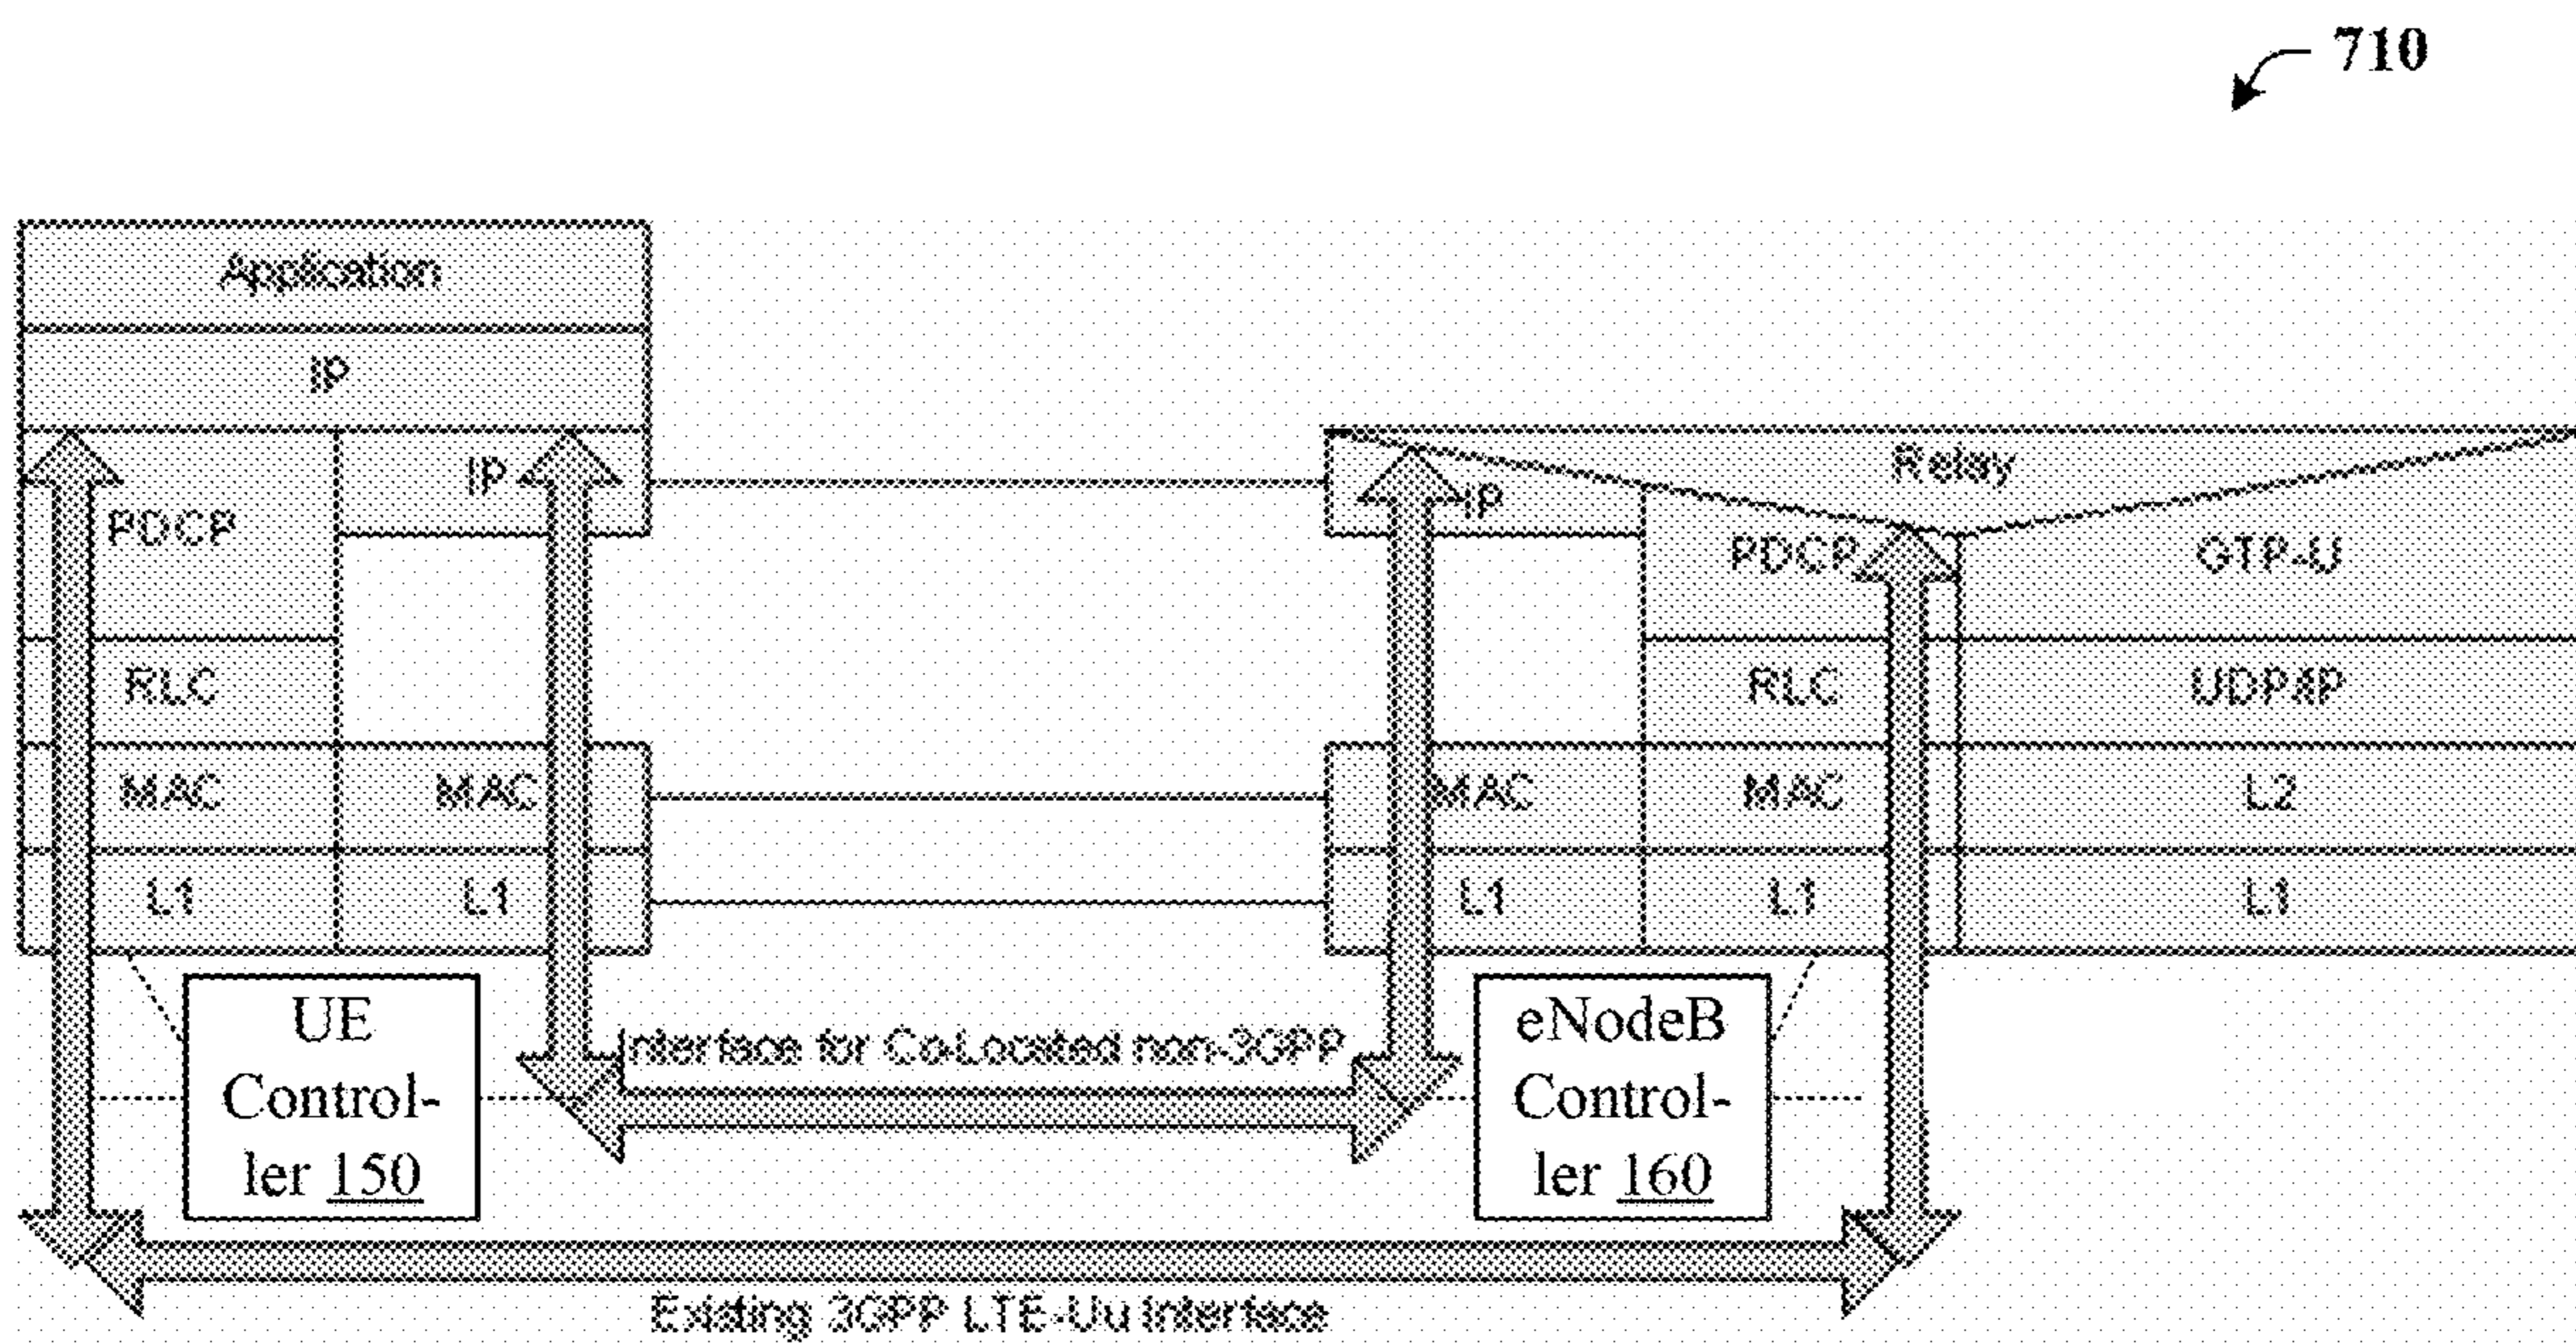 710
Application
IP
IP
Relay
PDCP
IP
PDCP
GTP-U
RLC
RLC
UDP/IP
MAC
MAC
MAC
MAC
L2
L1
L1
L1
L1
L1
UE
Control-
ler 150
eNodeB
Control-
ler 160
Interface for Co-Located non-3GPP
Existing 3GPP LTE-Uu Interface